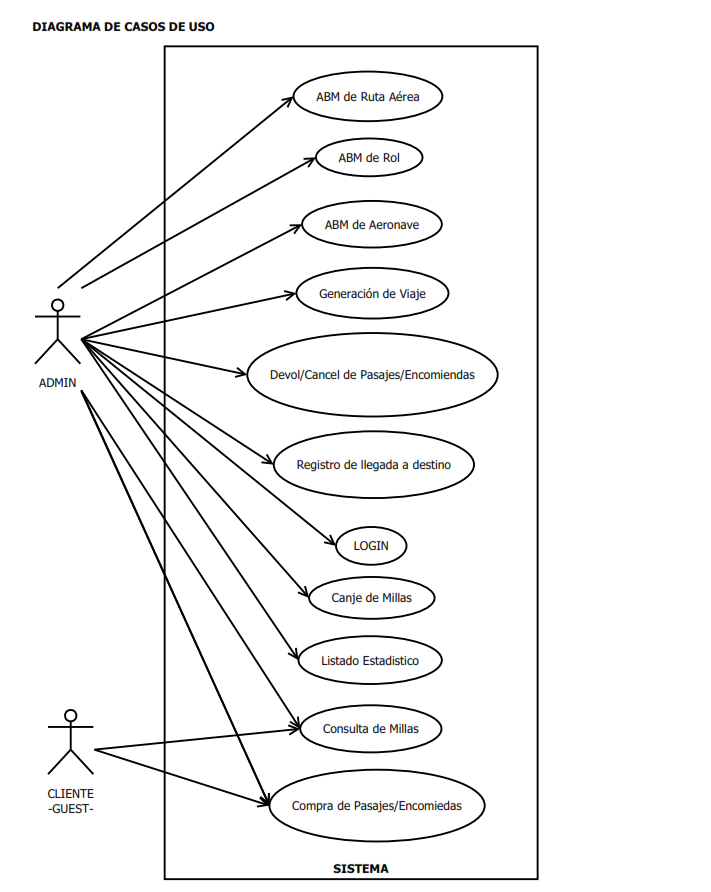 DIAGRAMA DE CASOS DE USO
ABM de Ruta Aérea
ABM de Rol
ABM de Aeronave
Generación de Viaje
Devol/Cancel de Pasajes/Encomiendas
ADMIN
Registro de llegada a destino
LOGIN
Canje de Millas
Listado Estadistico
Consulta de Millas
CLIENTE
-GUEST-
Compra de Pasajes/Encomiedas
SISTEMA